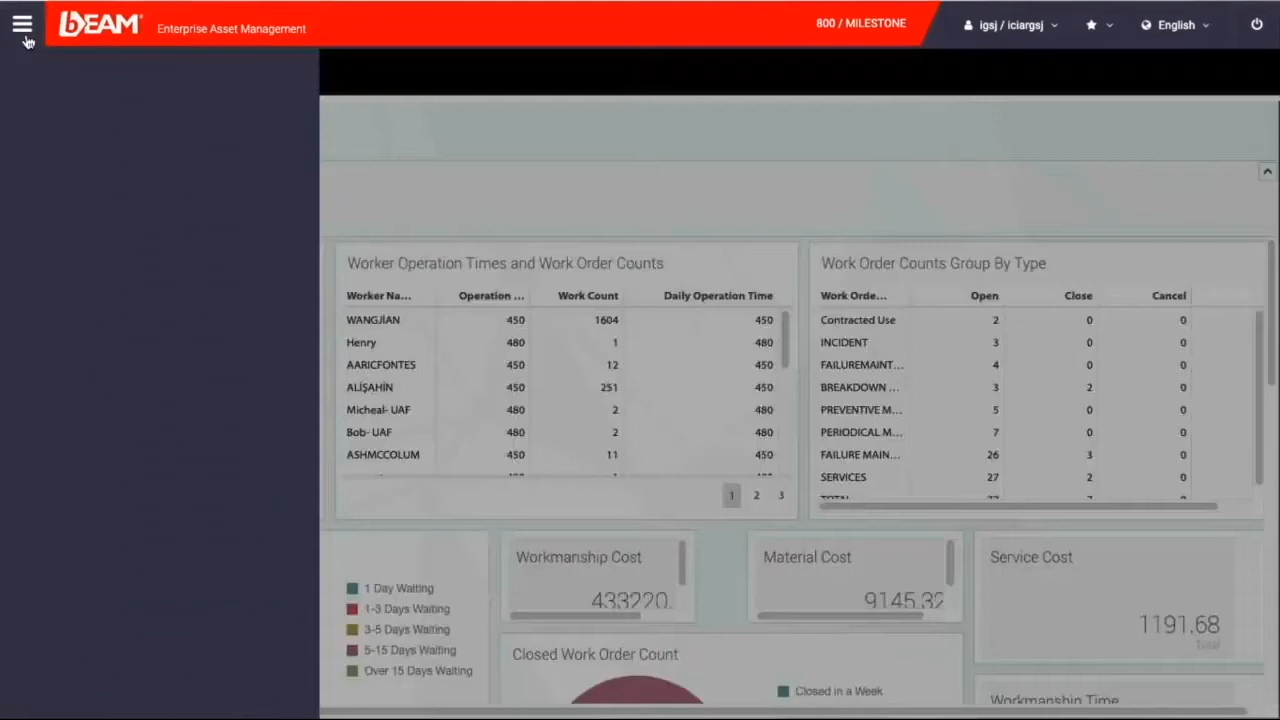 bEAM® Enterprise Asset Management 800 / MILESTONE igsj / iciargsj English
Worker Operation Times and Work Order Counts
Worker Na... Operation ... Work Count Daily Operation Time
WANGJİAN 450 1604 450
Henry 480 1 480
AARICFONTES 450 12 450
ALİŞAHİN 450 251 450
Micheal- UAF 480 2 480
Bob- UAF 480 2 480
ASHMCCOLUM 450 11 450
1 2 3
Work Order Counts Group By Type
Work Orde... Open Close Cancel
Contracted Use 2 0 0
INCIDENT 3 0 0
FAILUREMAINT... 4 0 0
BREAKDOWN ... 3 2 0
PREVENTIVE M... 5 0 0
PERIODICAL M... 7 0 0
FAILURE MAIN... 26 3 0
SERVICES 27 2 0
1 Day Waiting
1-3 Days Waiting
3-5 Days Waiting
5-15 Days Waiting
Over 15 Days Waiting
Workmanship Cost
433220.
Material Cost
9145.32
Service Cost
1191.68
Total
Closed Work Order Count
Closed in a Week
Workmanship Time